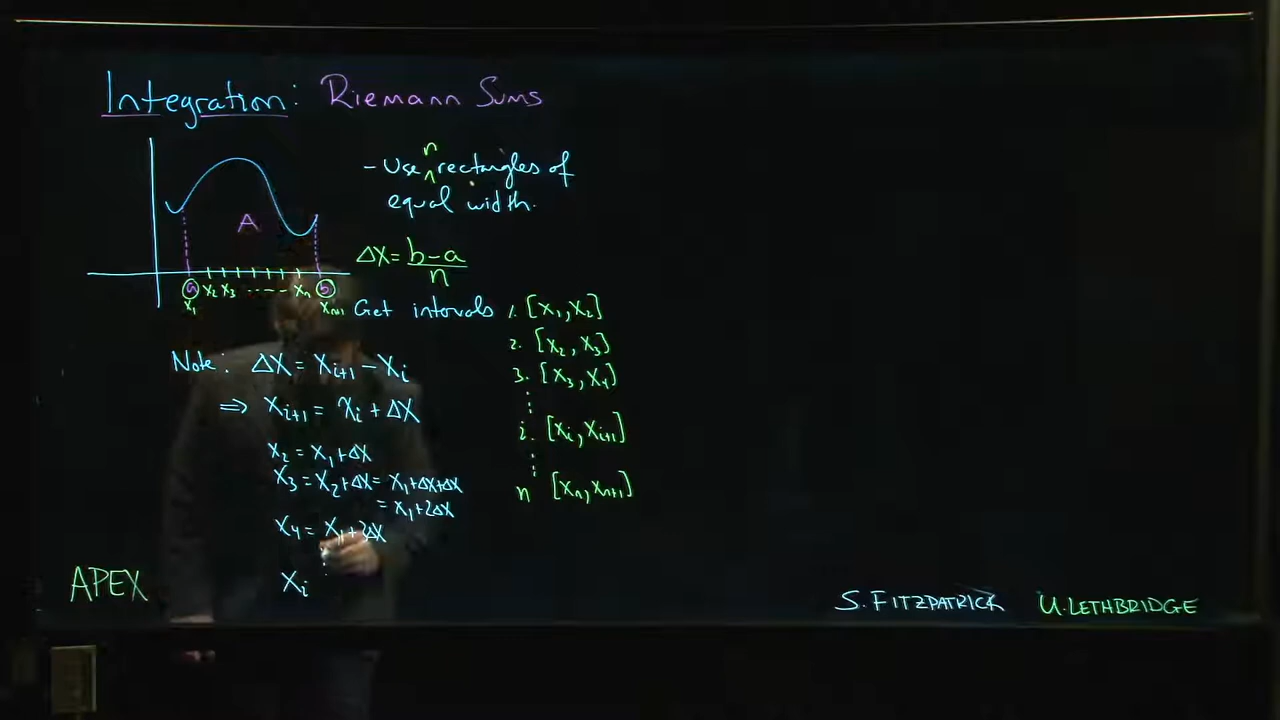 Integration: Riemann Sums
- Use n rectangles of
equal width.
A
Δx = b-a / n
a x₂ x₃ ----- xₙ b
x₁ xₙ₊₁
Get intervals 1. [x₁, x₂]
2. [x₂, x₃]
3. [x₃, x₄]
⋮
i. [xᵢ, xᵢ₊₁]
⋮
n [xₙ, xₙ₊₁]
Note: Δx = xᵢ₊₁ - xᵢ
⇒ xᵢ₊₁ = xᵢ + Δx
x₂ = x₁ + Δx
x₃ = x₂ + Δx = x₁ + Δx + Δx
= x₁ + 2Δx
x₄ = x₁ + 3Δx
⋮
xᵢ
APEX
S. FITZPATRICK U. LETHBRIDGE